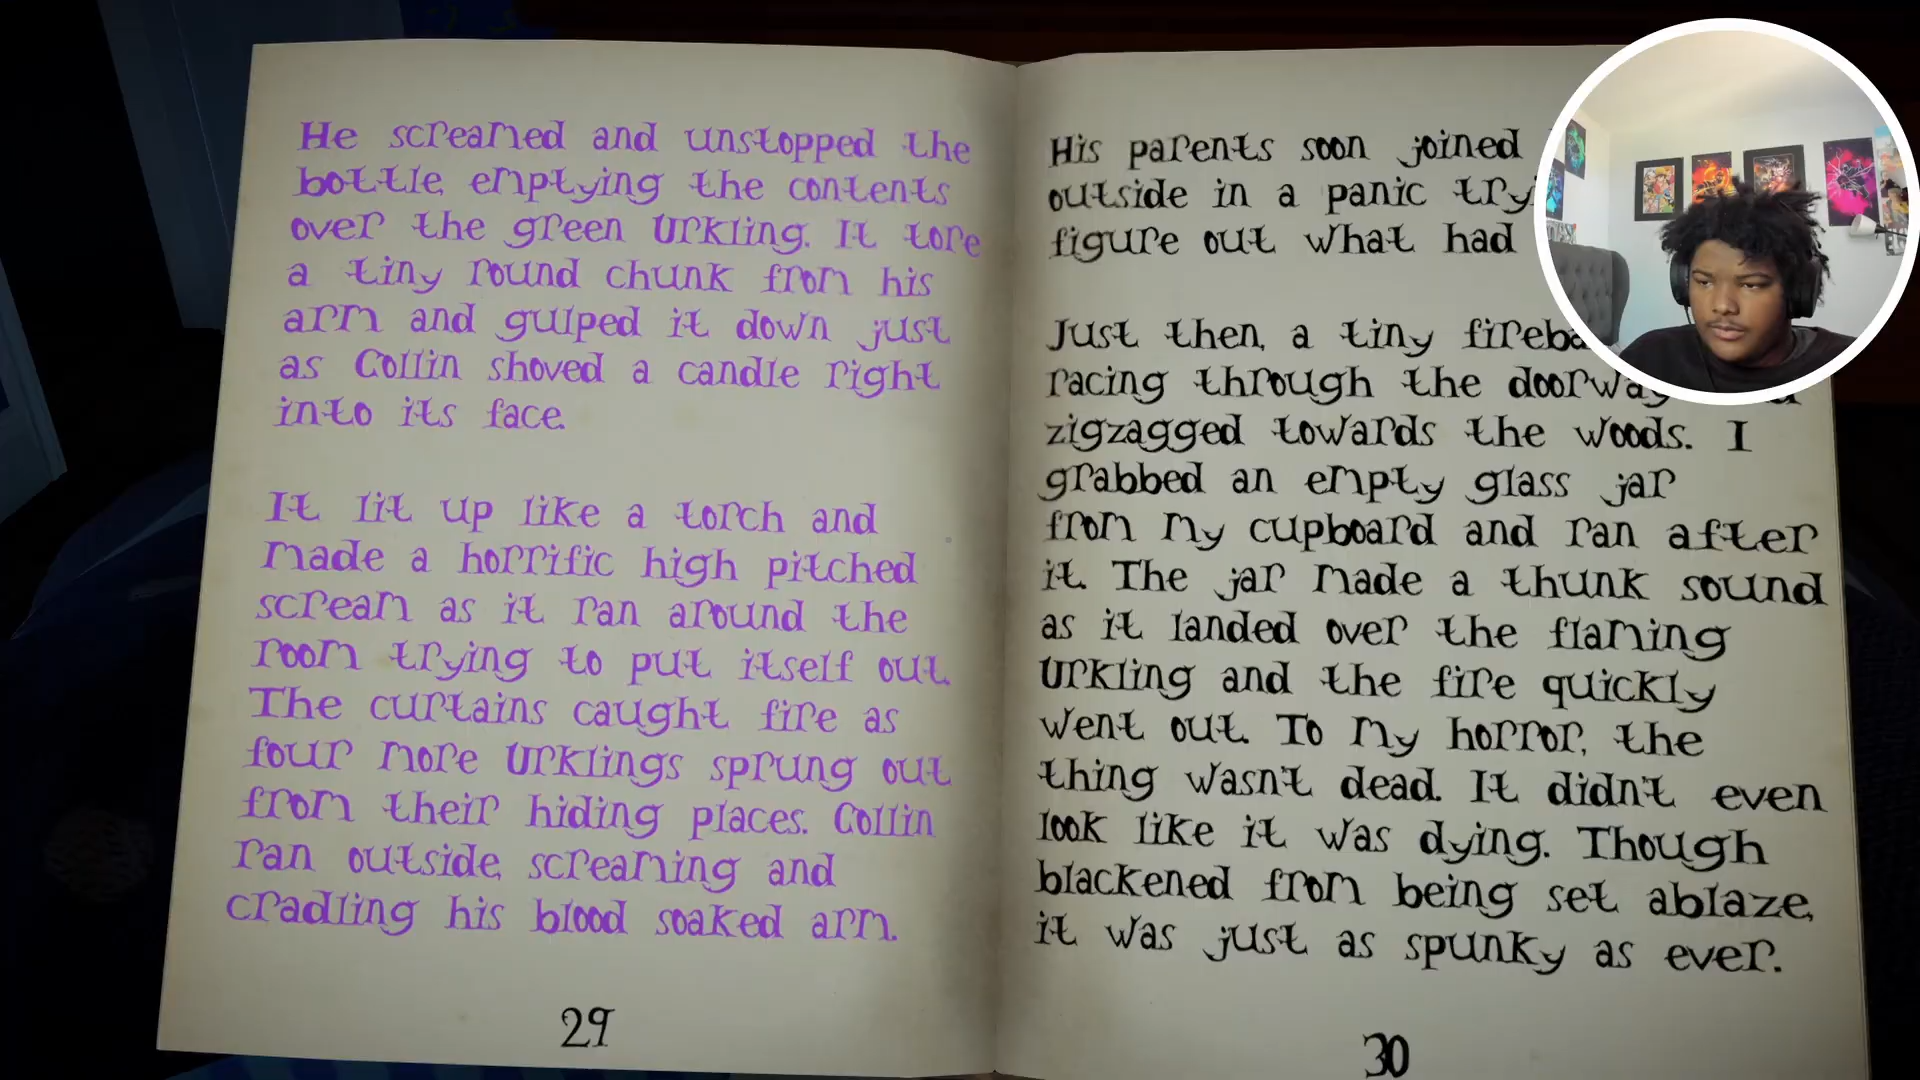 He screamed and unstopped the
bottle, emptying the contents
over the green Urkling. It tore
a tiny round chunk from his
arm and gulped it down just
as Collin shoved a candle right
into its face.
It lit up like a torch and
made a horrific high pitched
scream as it ran around the
room trying to put itself out.
The curtains caught fire as
four more Urklings sprung out
from their hiding places. Collin
ran outside, screaming and
cradling his blood soaked arm.
29
His parents soon joined
outside in a panic
figure out what had
Just then, a tiny
racing through the
zigzagged towards the woods. I
grabbed an empty glass jar
from my cupboard and ran after
it. The jar made a thunk sound
as it landed over the flaming
Urkling and the fire quickly
went out. To my horror, the
thing wasn't dead. It didn't even
look like it was dying. Though
blackened from being set ablaze,
it was just as spunky as ever.
30